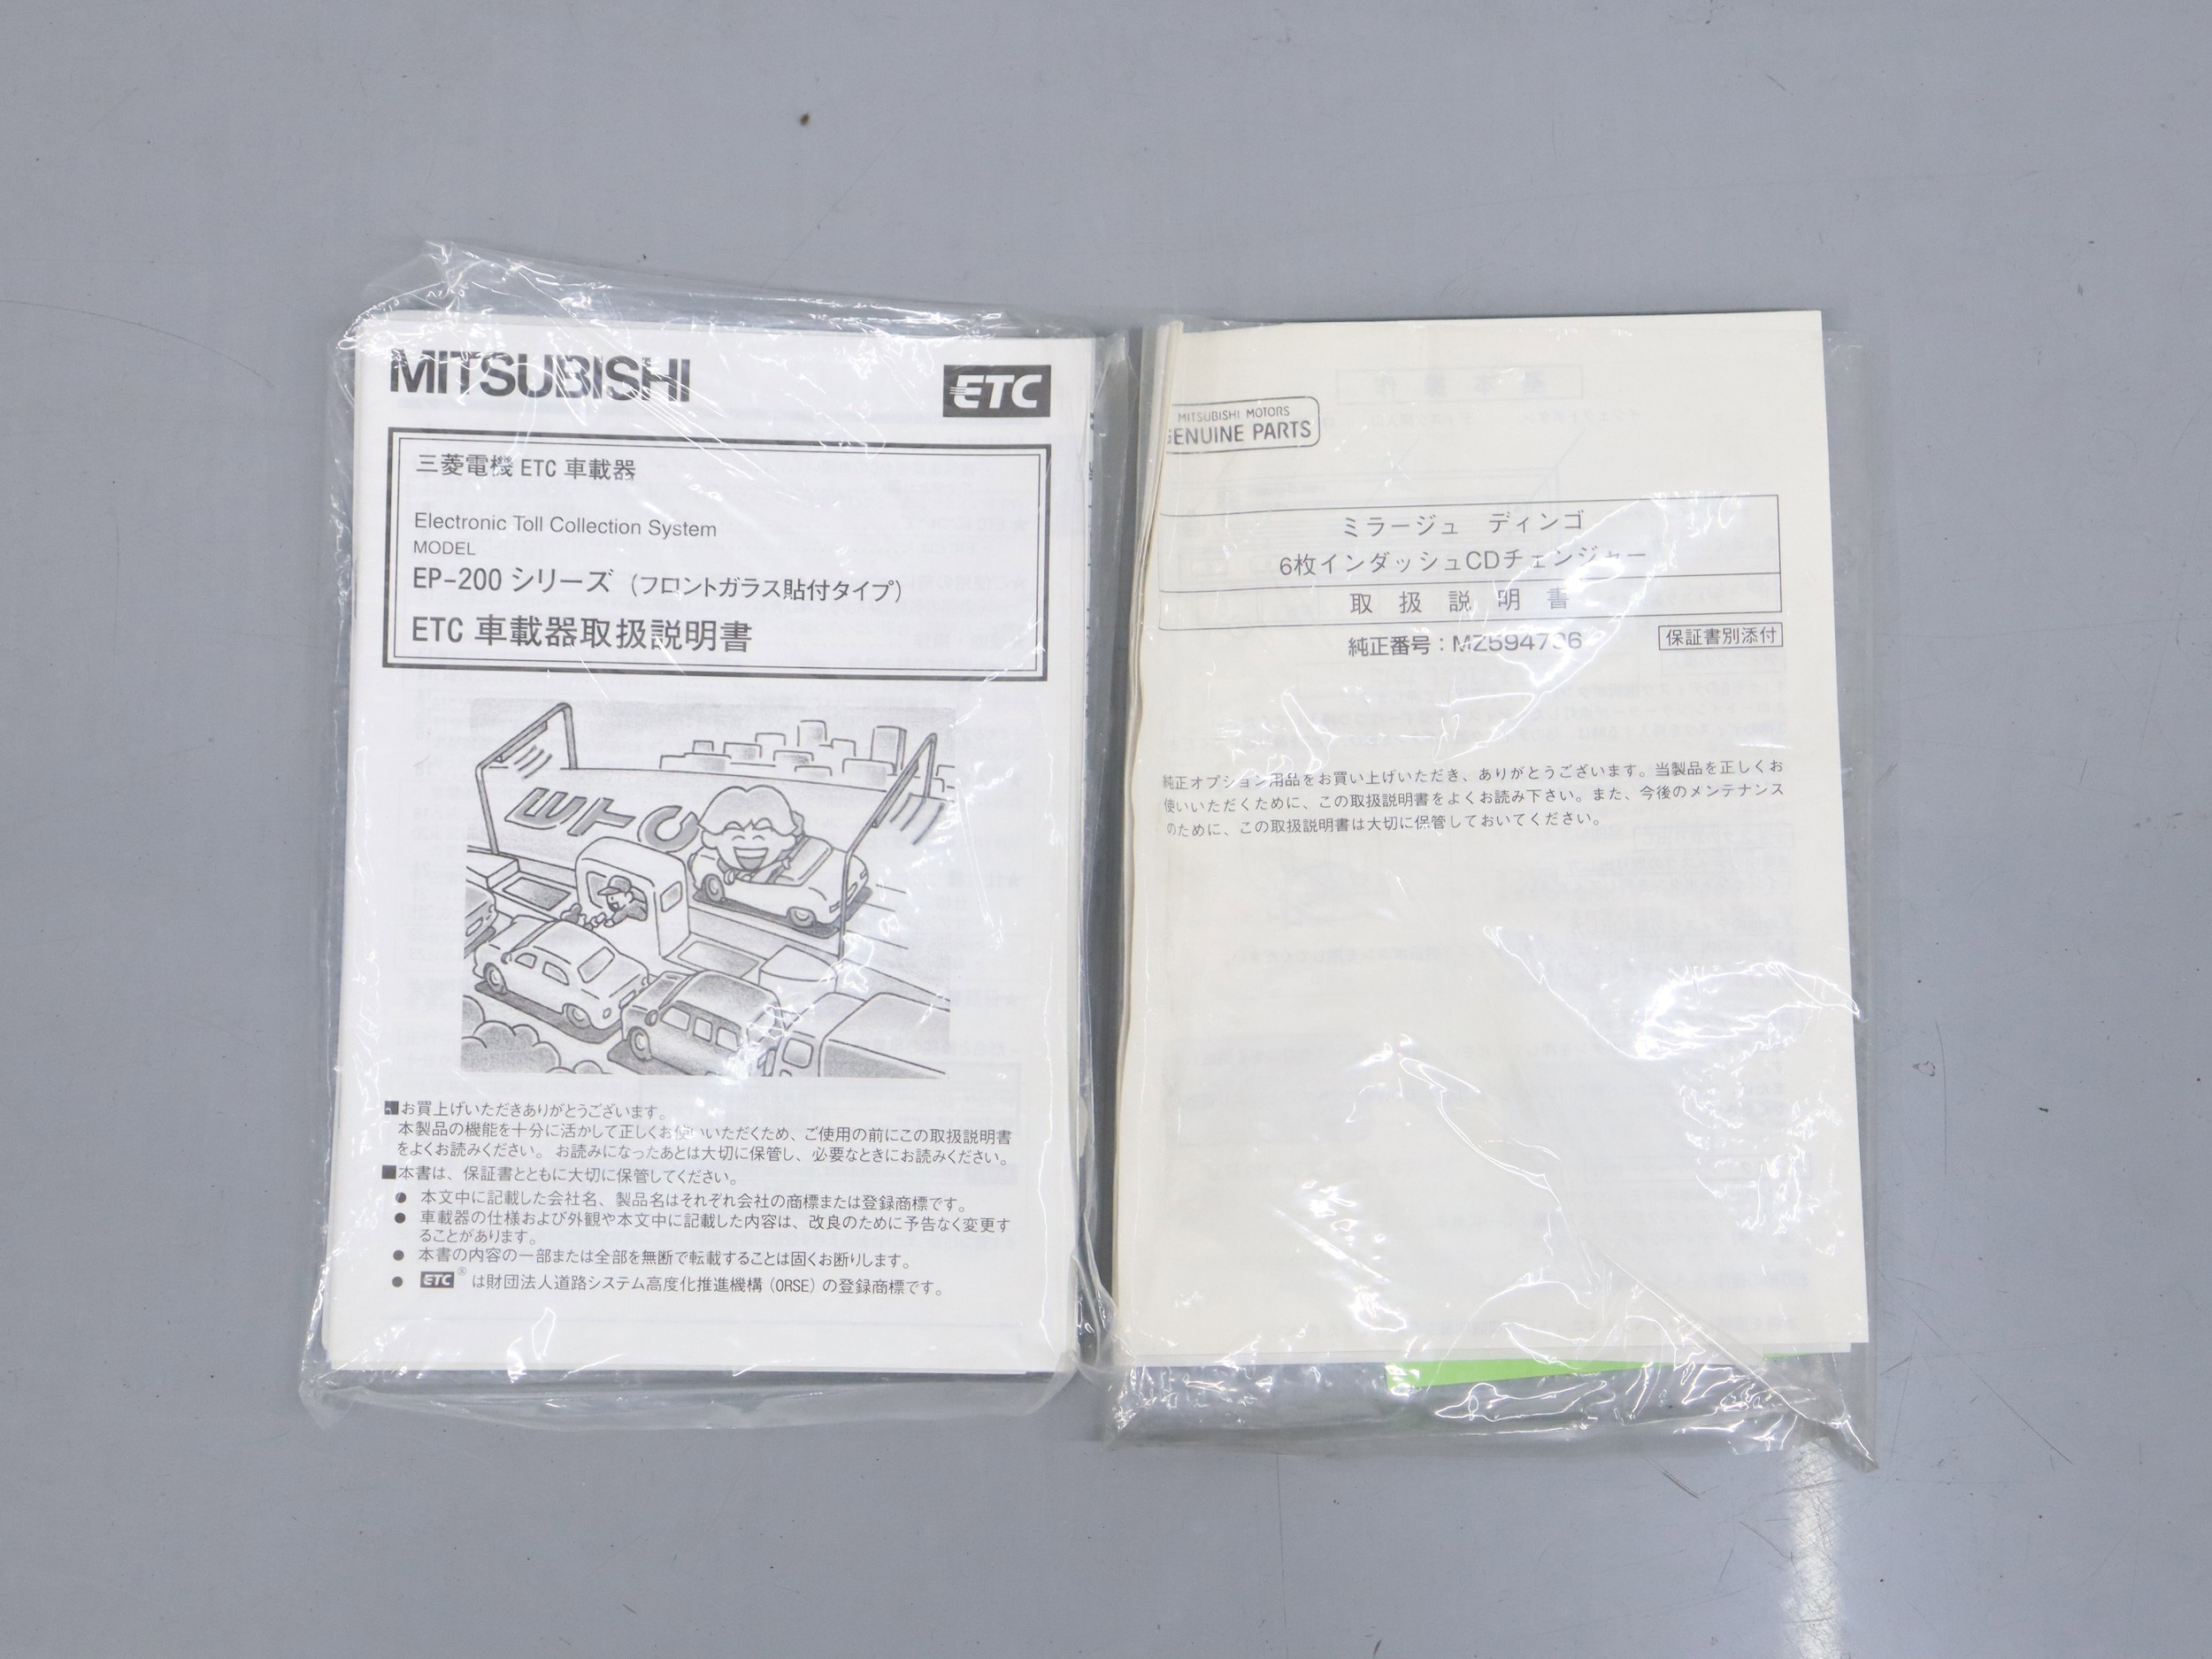 MITSUBISHI
ETC
三菱電機 ETC 車載器
Electronic Toll Collection System
MODEL
EP-200 シリーズ (フロントガラス貼付タイプ)
ETC 車載器取扱説明書
ETC
■お買上げいただきありがとうございます。
本製品の機能を十分に活かして正しくお使いいただくため、ご使用の前にこの取扱説明書
をよくお読みください。 お読みになったあとは大切に保管し、必要なときにお読みください。
■本書は、保証書とともに大切に保管してください。
● 本文中に記載した会社名、製品名はそれぞれ会社の商標または登録商標です。
● 車載器の仕様および外観や本文中に記載した内容は、改良のために予告なく変更す
ることがあります。
● 本書の内容の一部または全部を無断で転載することは固くお断りします。
● ETC® は財団法人道路システム高度化推進機構 (ORSE) の登録商標です。
MITSUBISHI MOTORS
GENUINE PARTS
ミラージュ ディンゴ
6枚インダッシュCDチェンジャー
取扱説明書
純正番号:
保証書別添付
純正オプション用品をお買い上げいただき、ありがとうございます。当製品を正しくお
使いいただくために、この取扱説明書をよくお読み下さい。また、今後のメンテナンス
のために、この取扱説明書は大切に保管しておいてください。